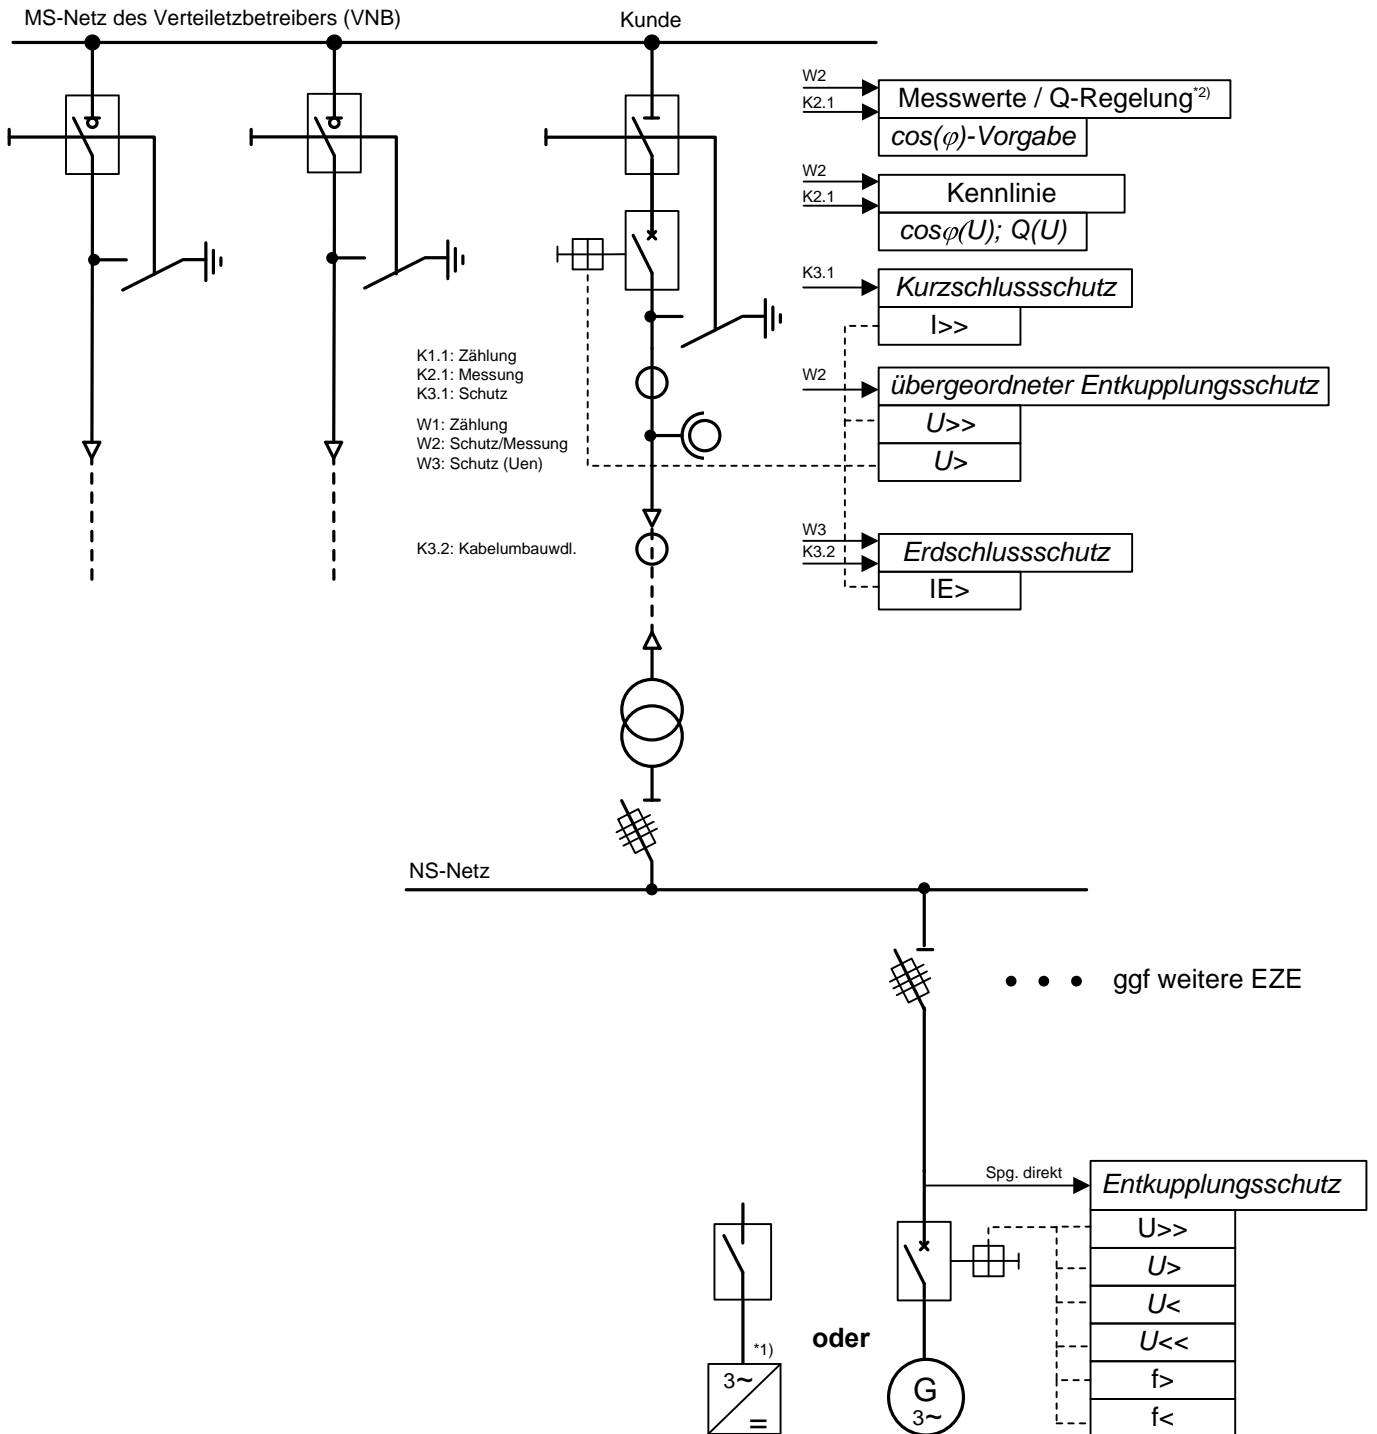 MS-Netz des Verteiletzbetreibers (VNB)
Kunde
W2
K2.1
Messwerte / Q-Regelung*2)
cos(φ)-Vorgabe
W2
K2.1
Kennlinie
cosφ(U); Q(U)
K3.1
Kurzschlussschutz
I>>
K1.1: Zählung
K2.1: Messung
K3.1: Schutz
W1: Zählung
W2: Schutz/Messung
W3: Schutz (Uen)
W2
übergeordneter Entkupplungsschutz
U>>
U>
K3.2: Kabelumbauwdl.
W3
K3.2
Erdschlussschutz
IE>
NS-Netz
ggf weitere EZE
Spg. direkt
Entkupplungsschutz
U>>
U>
U<
U<<
f>
f<
*1)
3~
=
oder
G
3~